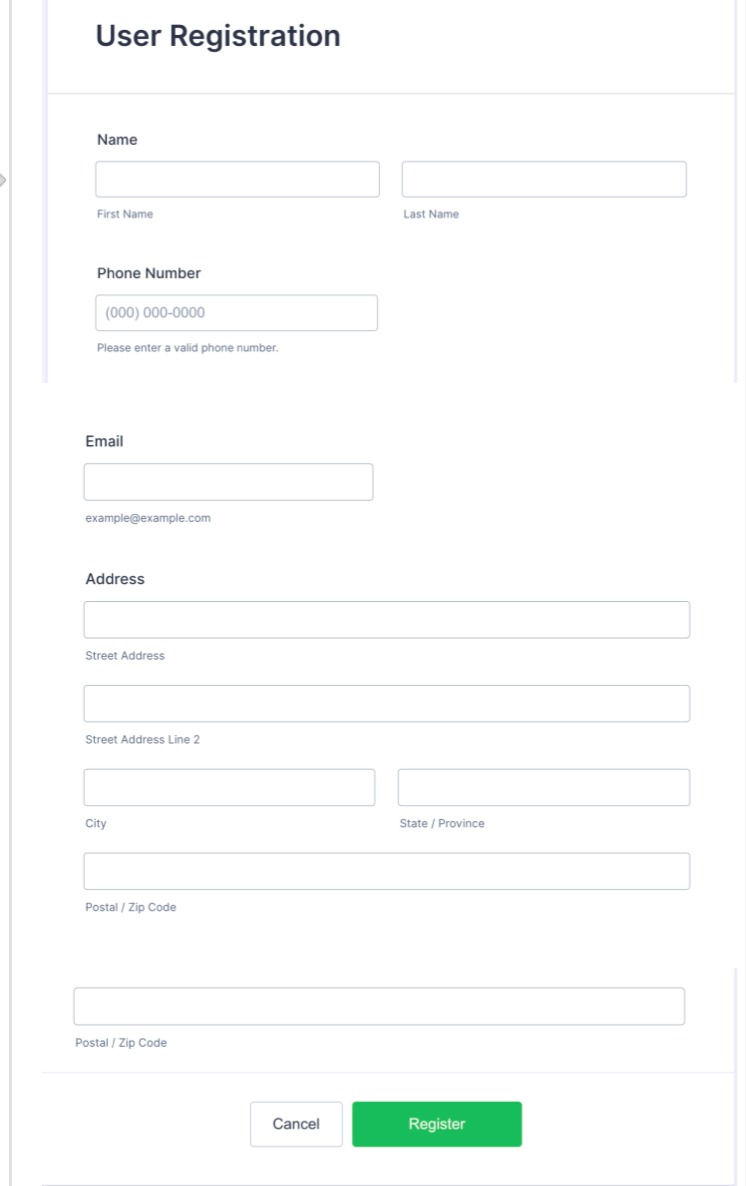 User Registration
Name
First Name Last Name
Phone Number
(000) 000-0000
Please enter a valid phone number.
Email
example@example.com
Address
Street Address
Street Address Line 2
City State / Province
Postal / Zip Code
Postal / Zip Code
Cancel Register